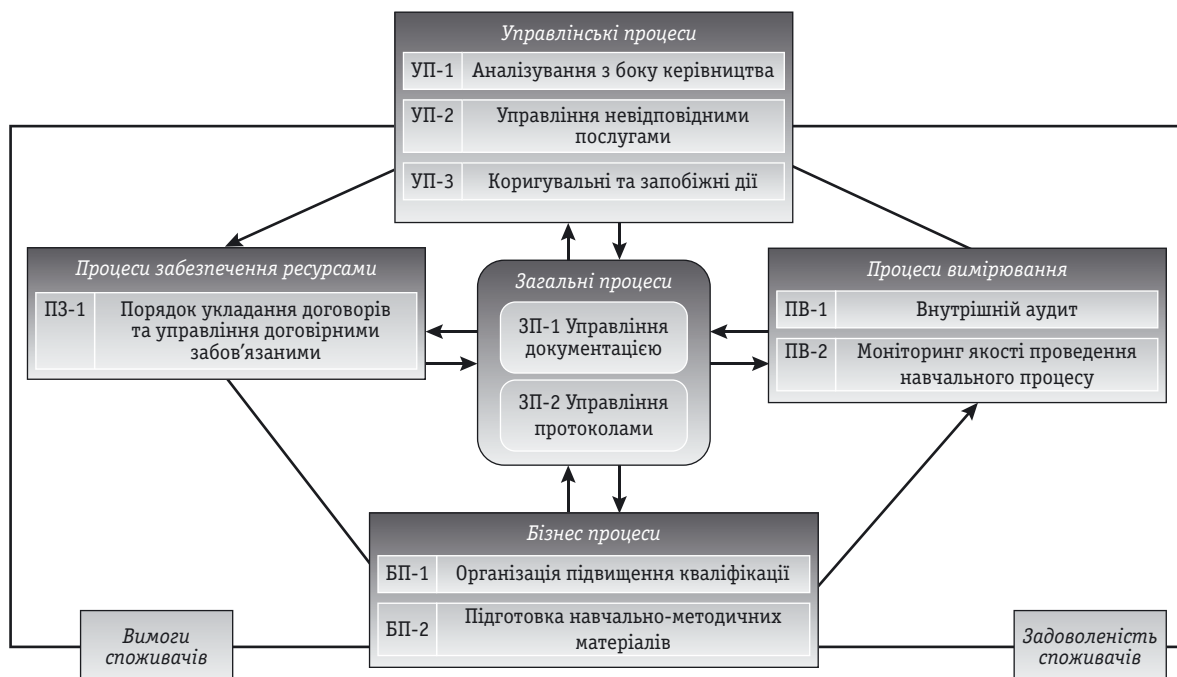 Управлінські процеси
УП-1 Аналізування з боку керівництва
УП-2 Управління невідповідними
послугами
УП-3 Коригувальні та запобіжні дії
Процеси забезпечення ресурсами
ПЗ-1 Порядок укладання договорів
та управління договірними
забов'язаними
Загальні процеси
ЗП-1 Управління
документацією
ЗП-2 Управління
протоколами
Процеси вимірювання
ПВ-1 Внутрішній аудит
ПВ-2 Моніторинг якості проведення
навчального процесу
Бізнес процеси
БП-1 Організація підвищення кваліфікації
БП-2 Підготовка навчально-методичних
матеріалів
Вимоги
споживачів
Задоволеність
споживачів